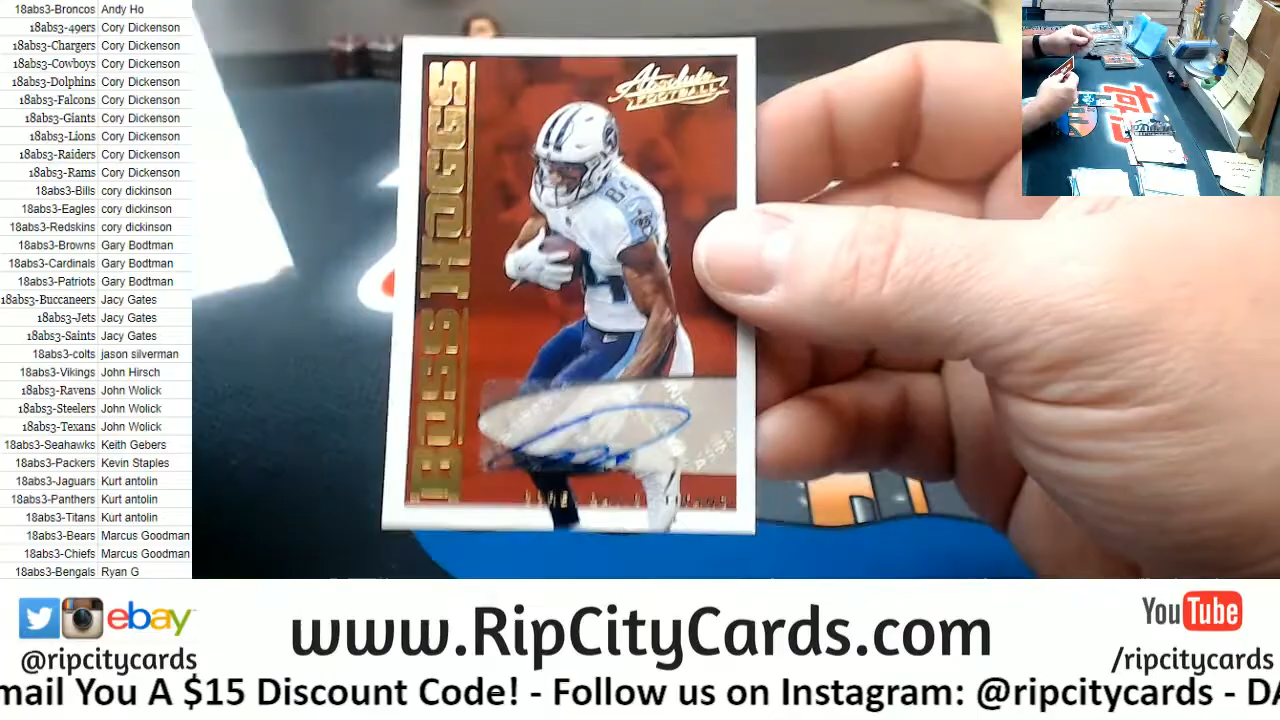 18abs3-Broncos Andy Ho
18abs3-49ers Cory Dickenson
18abs3-Chargers Cory Dickenson
18abs3-Cowboys Cory Dickenson
18abs3-Dolphins Cory Dickenson
18abs3-Falcons Cory Dickenson
18abs3-Giants Cory Dickenson
18abs3-Lions Cory Dickenson
18abs3-Raiders Cory Dickenson
18abs3-Rams Cory Dickenson
18abs3-Bills cory dickinson
18abs3-Eagles cory dickinson
18abs3-Redskins cory dickinson
18abs3-Browns Gary Bodtman
18abs3-Cardinals Gary Bodtman
18abs3-Patriots Gary Bodtman
18abs3-Buccaneers Jacy Gates
18abs3-Jets Jacy Gates
18abs3-Saints Jacy Gates
18abs3-colts jason silverman
18abs3-Vikings John Hirsch
18abs3-Ravens John Wolick
18abs3-Steelers John Wolick
18abs3-Texans John Wolick
18abs3-Seahawks Keith Gebers
18abs3-Packers Kevin Staples
18abs3-Jaguars Kurt antolin
18abs3-Panthers Kurt antolin
18abs3-Titans Kurt antolin
18abs3-Bears Marcus Goodman
18abs3-Chiefs Marcus Goodman
18abs3-Bengals Ryan G
Absolute
FOOTBALL
BOSS HOGGS
84
ebay
@ripcitycards
www.RipCityCards.com
YouTube
/ripcitycards
mail You A $15 Discount Code! - Follow us on Instagram: @ripcitycards - DA